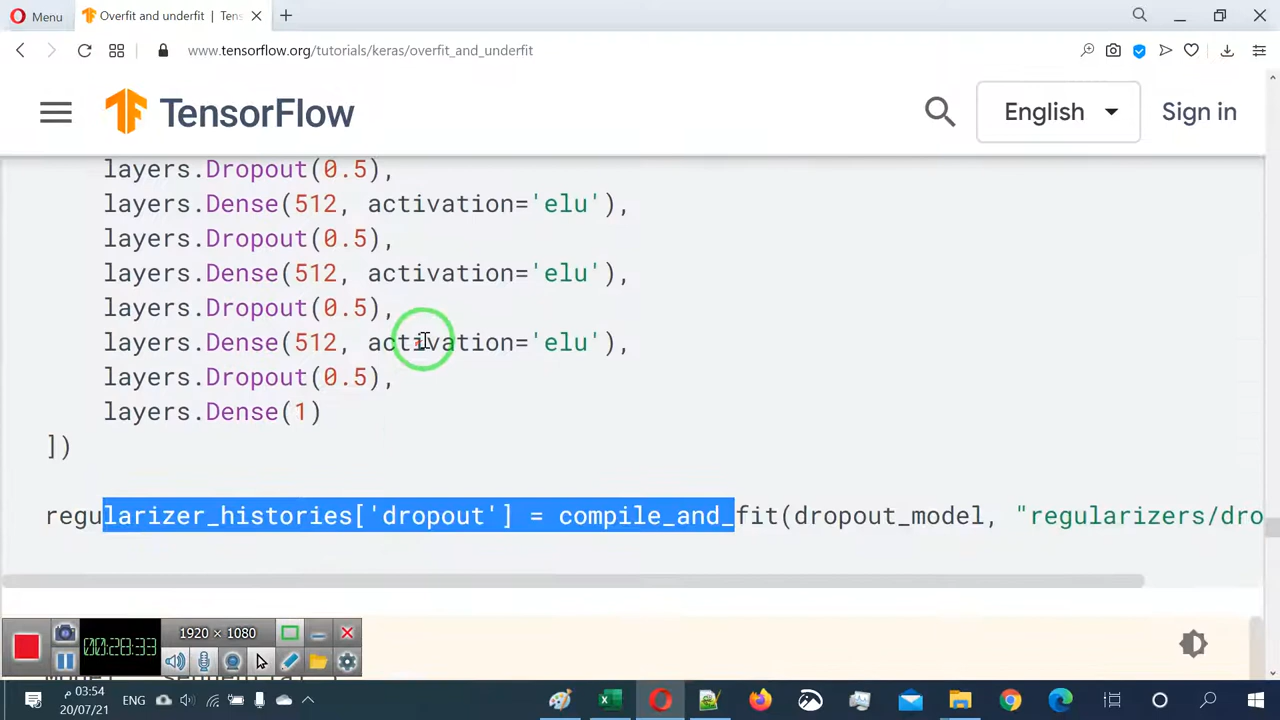 Menu
Overfit and underfit | Tens
www.tensorflow.org/tutorials/keras/overfit_and_underfit
TensorFlow
English
Sign in
layers.Dropout(0.5),
layers.Dense(512, activation='elu'),
layers.Dropout(0.5),
layers.Dense(512, activation='elu'),
layers.Dropout(0.5),
layers.Dense(512, activation='elu'),
layers.Dropout(0.5),
layers.Dense(1)
])
regularizer_histories['dropout'] = compile_and_fit(dropout_model, "regularizers/dro
00:28:33
1920 × 1080
ENG
03:54 م
20/07/21